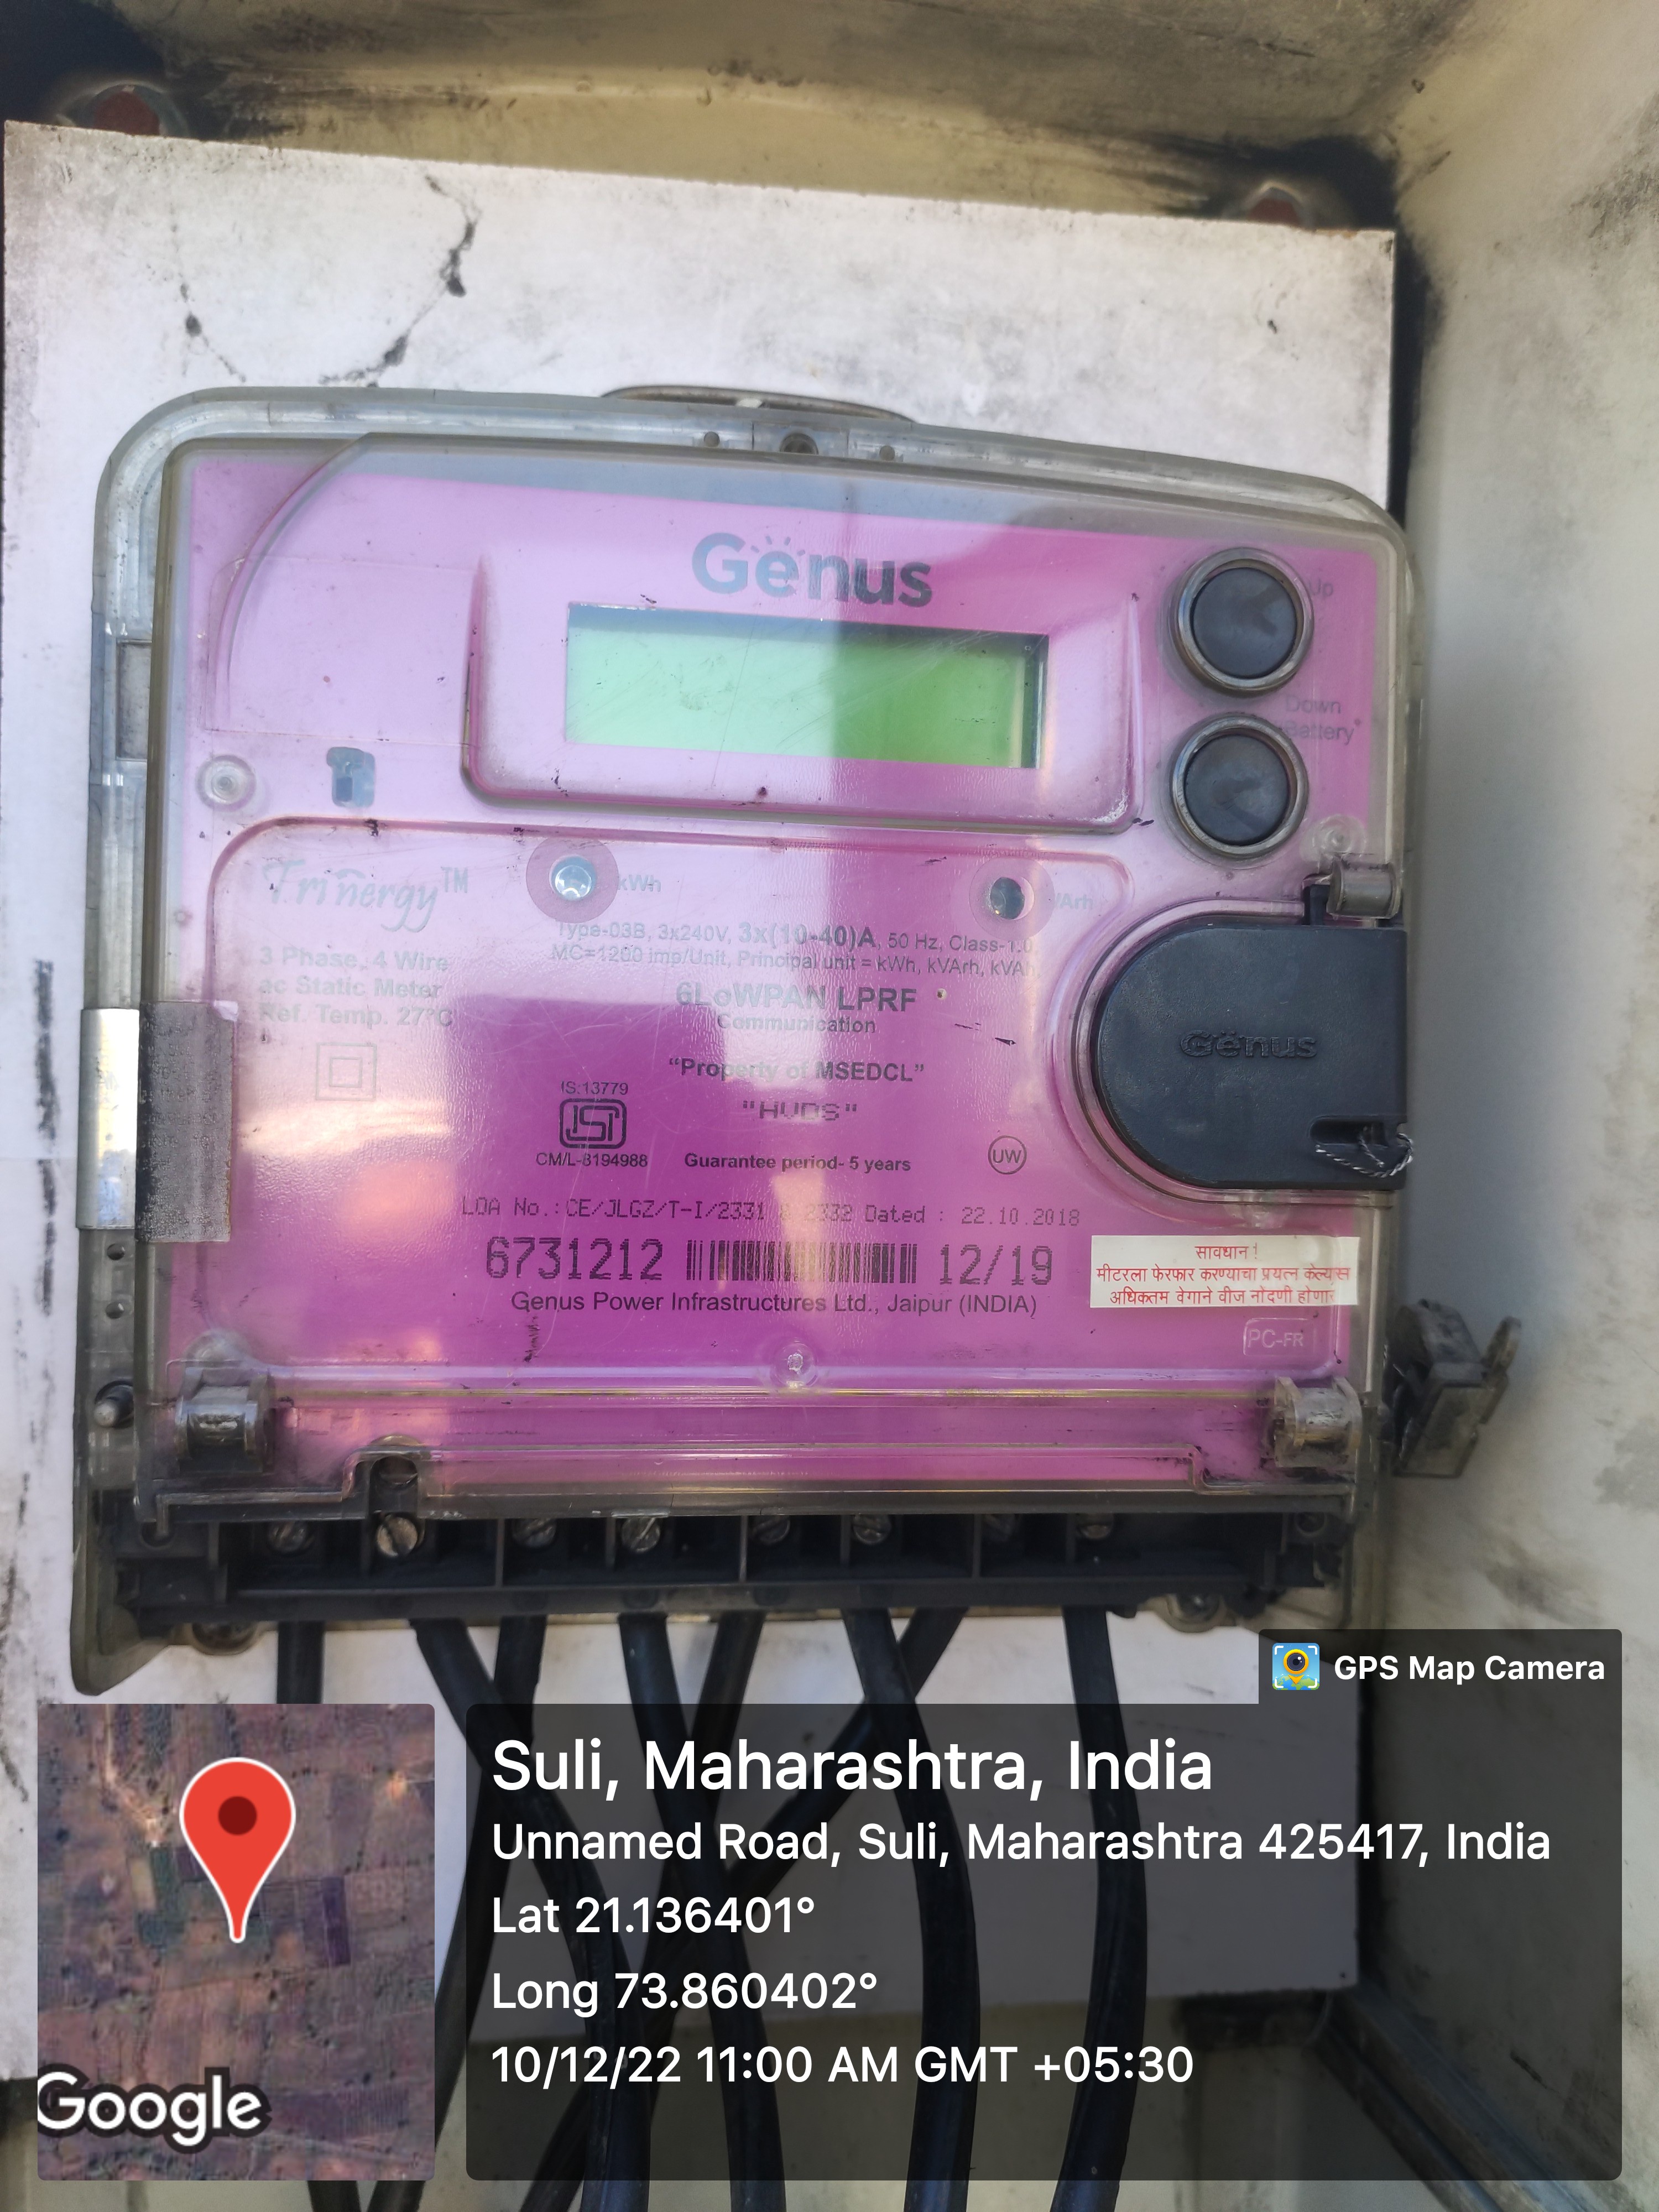 Genus
Up
Down
Battery
Trinergy™
kWh
3 Phase, 4 Wire
ac Static Meter
Ref. Temp. 27°C
Type-03B, 3x240V, 3x(10-40)A, 50 Hz, Class-1.0
MC=1200 imp/Unit, Principal unit = kWh, kVArh, kVAh
6LoWPAN LPRF
Communication
Genus
"Property of MSEDCL"
"HVDS"
IS:13779
ISI
CM/L-8194988
Guarantee period- 5 years
UW
LOA No.:CE/JLGZ/T-I/2331 & 2332 Dated : 22.10.2018
6731212 12/19
Genus Power Infrastructures Ltd., Jaipur (INDIA)
सावधान !
मीटरला फेरफार करण्याचा प्रयत्न केल्यास
अधिकतम वेगाने वीज नोंदणी होणार
PC-FR
GPS Map Camera
Suli, Maharashtra, India
Unnamed Road, Suli, Maharashtra 425417, India
Lat 21.136401°
Long 73.860402°
10/12/22 11:00 AM GMT +05:30
Google